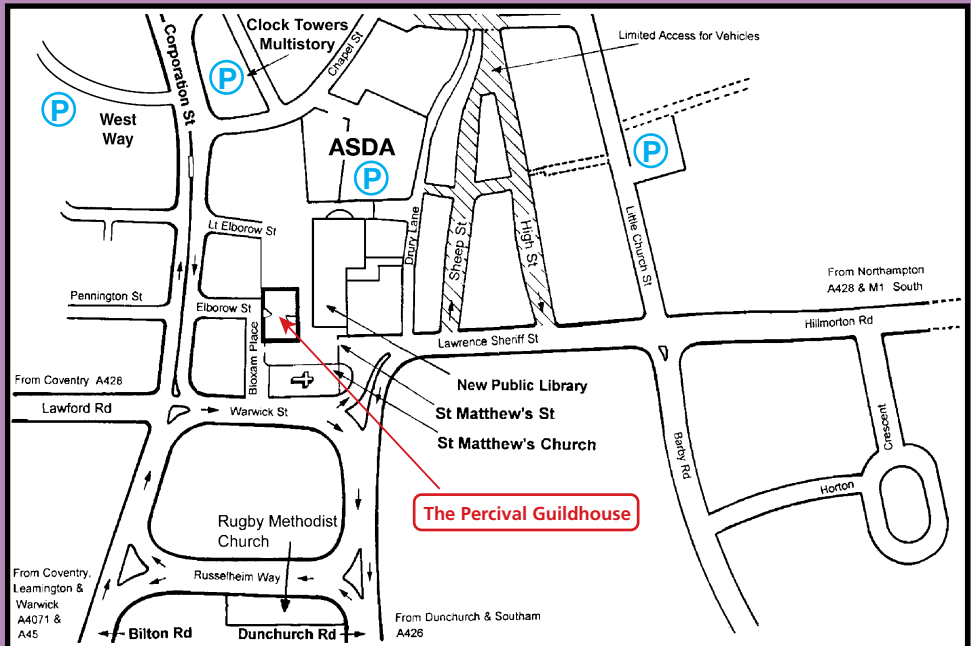 Clock Towers
Multistory
Corporation St
Chapel St
Limited Access for Vehicles
P
P
West
Way
ASDA
P
P
Lt Elborow St
Drury Lane
Sheep St
High St
Little Church St
From Northampton
A428 & M1 South
Pennington St
Elborow St
Hillmorton Rd
Bloxam Place
Lawrence Sheriff St
From Coventry A428
Lawford Rd
Warwick St
New Public Library
St Matthew's St
St Matthew's Church
Barby Rd
Crescent
Horton
The Percival Guildhouse
Rugby Methodist
Church
Russelheim Way
From Coventry,
Leamington &
Warwick
A4071 &
A45
Bilton Rd
Dunchurch Rd
From Dunchurch & Southam
A426